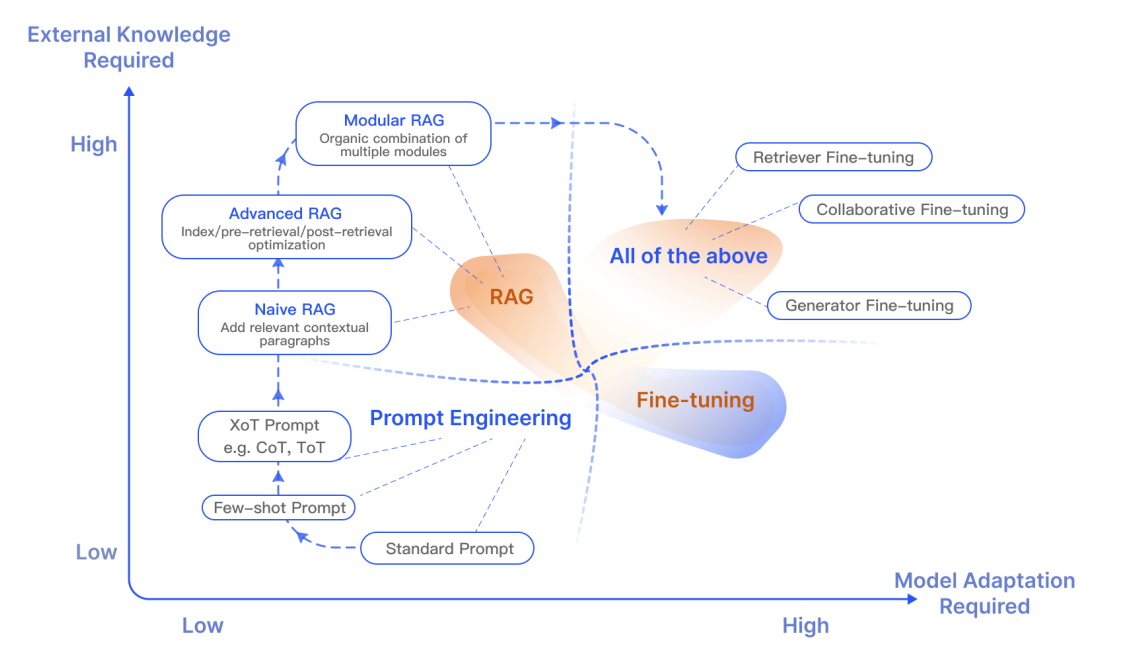 External Knowledge
Required
High
Modular RAG
Organic combination of
multiple modules
Retriever Fine-tuning
Collaborative Fine-tuning
Advanced RAG
Index/pre-retrieval/post-retrieval
optimization
All of the above
RAG
Generator Fine-tuning
Naive RAG
Add relevant contextual
paragraphs
Fine-tuning
Prompt Engineering
XoT Prompt
e.g. CoT, ToT
Few-shot Prompt
Standard Prompt
Low
Model Adaptation
Required
Low
High